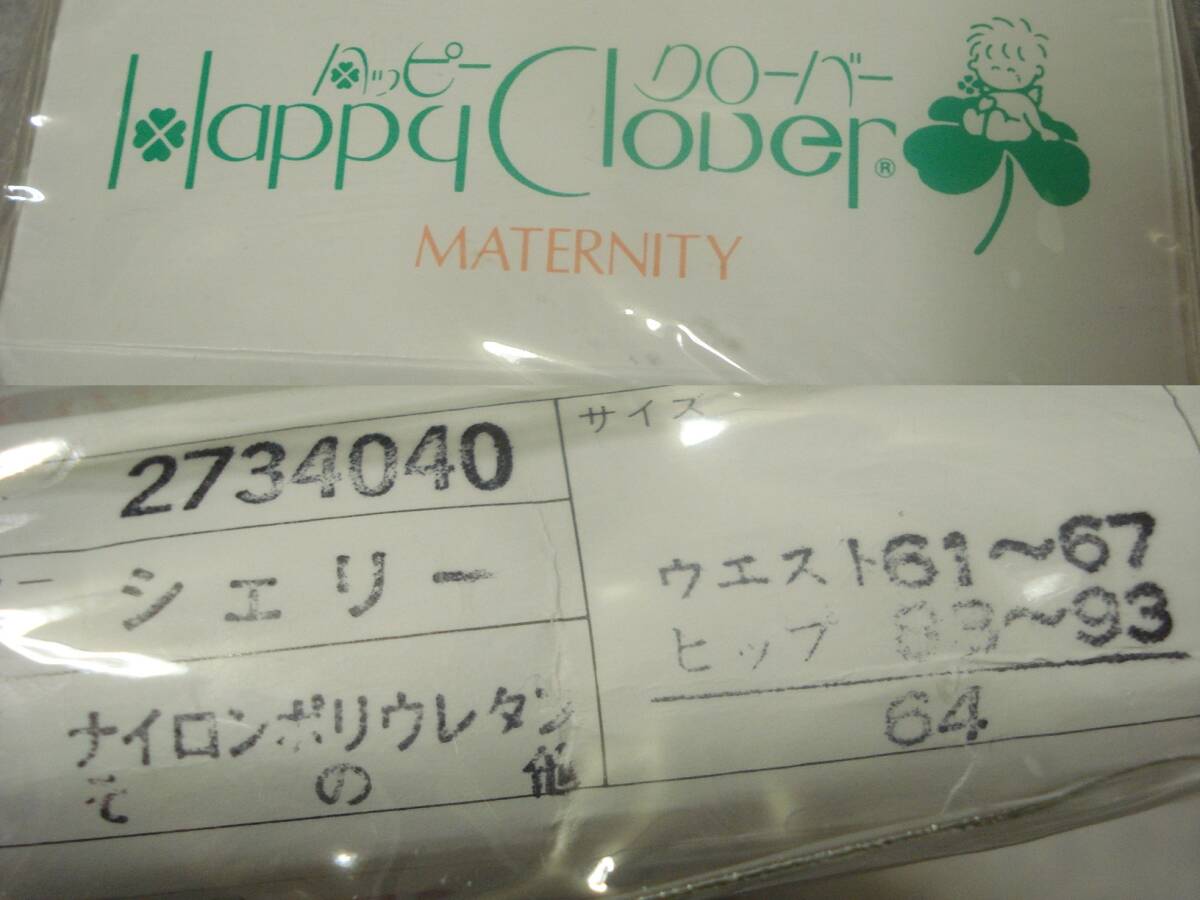 ハッピー クローバー
Happy Clover®
MATERNITY
2734040
サイズ
ー シェリー
ウエスト61～67
ヒップ 83～93
64
ナイロンポリウレタン
その他